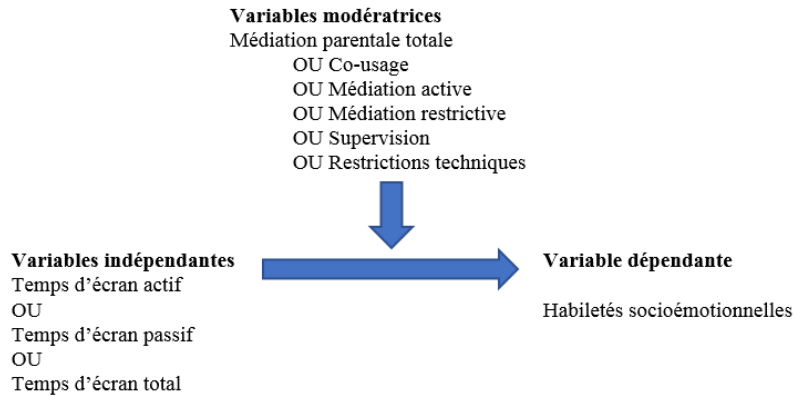 Variables modératrices
Médiation parentale totale
OU Co-usage
OU Médiation active
OU Médiation restrictive
OU Supervision
OU Restrictions techniques
Variables indépendantes
Temps d'écran actif
OU
Temps d'écran passif
OU
Temps d'écran total
Variable dépendante
Habiletés socioémotionnelles